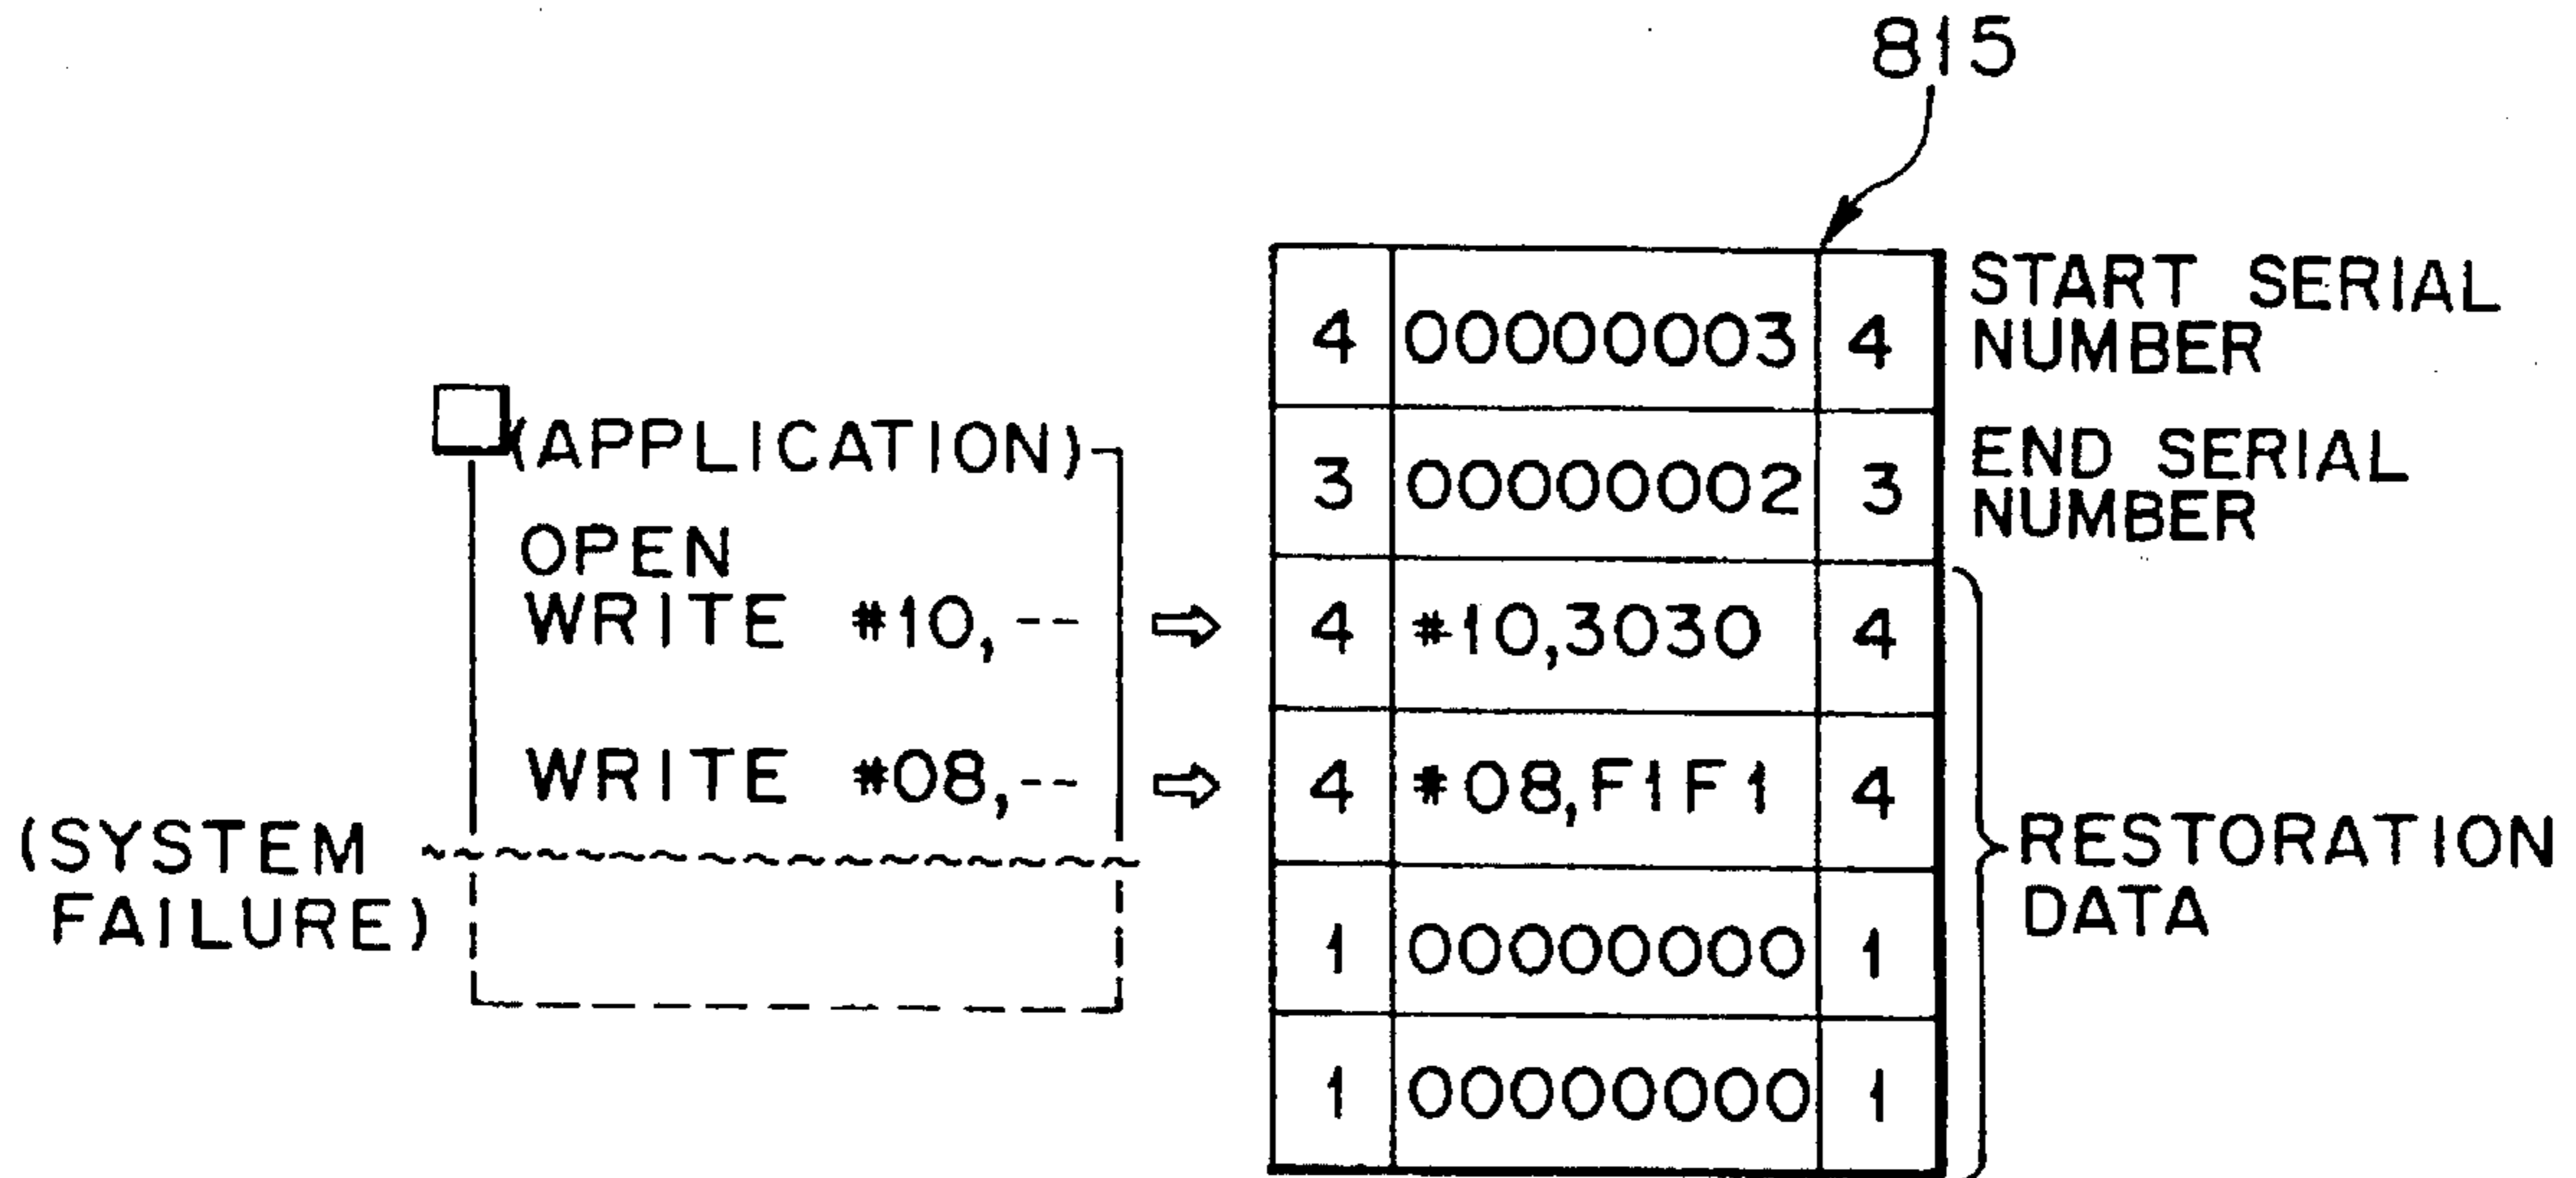 815
4 00000003 4 START SERIAL
NUMBER
3 00000002 3 END SERIAL
NUMBER
(APPLICATION)
OPEN
WRITE #10,-- ⇨ 4 #10,3030 4
WRITE #08,-- ⇨ 4 #08,F1F1 4
(SYSTEM
FAILURE)
1 00000000 1
1 00000000 1
RESTORATION
DATA